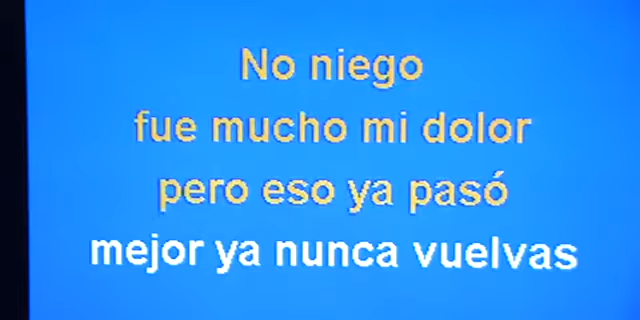 No niego
fue mucho mi dolor
pero eso ya pasó
mejor ya nunca vuelvas